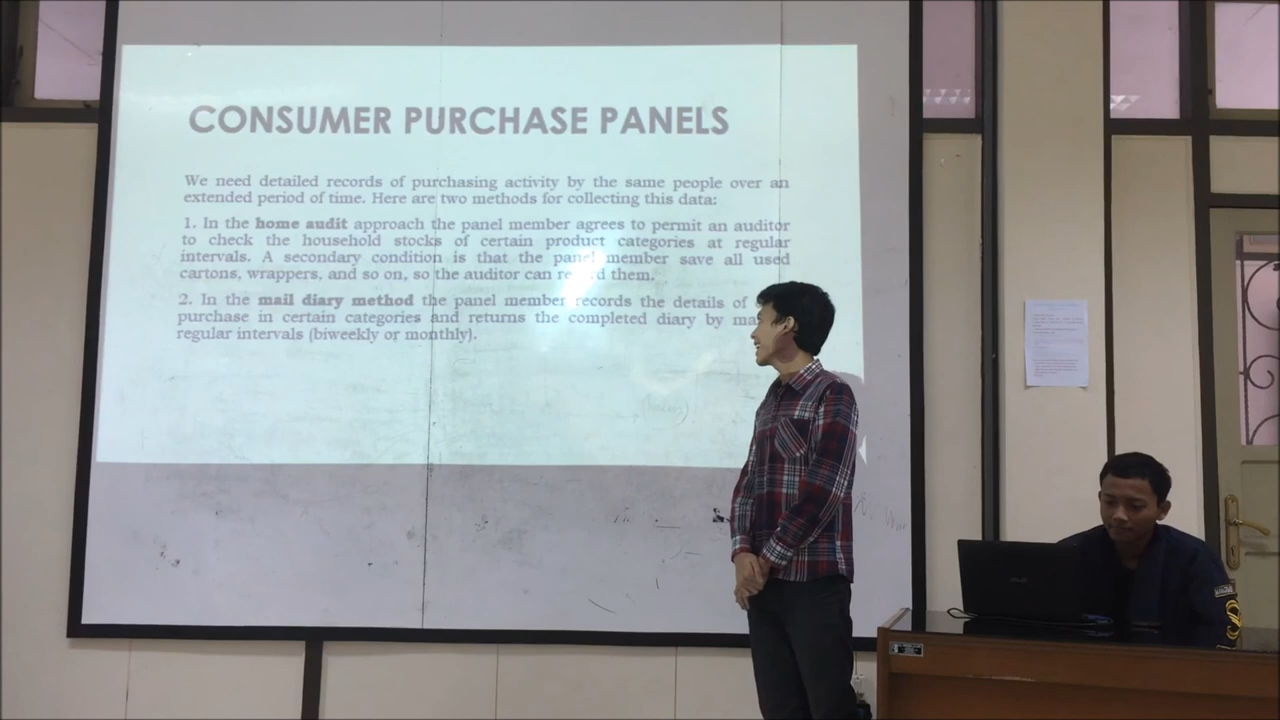 CONSUMER PURCHASE PANELS
We need detailed records of purchasing activity by the same people over an
extended period of time. Here are two methods for collecting this data:
1. In the home audit approach the panel member agrees to permit an auditor
to check the household stocks of certain product categories at regular
intervals. A secondary condition is that the panel member save all used
cartons, wrappers, and so on, so the auditor can record them.
2. In the mail diary method the panel member records the details of
purchase in certain categories and returns the completed diary by
regular intervals (biweekly or monthly).
ASUS